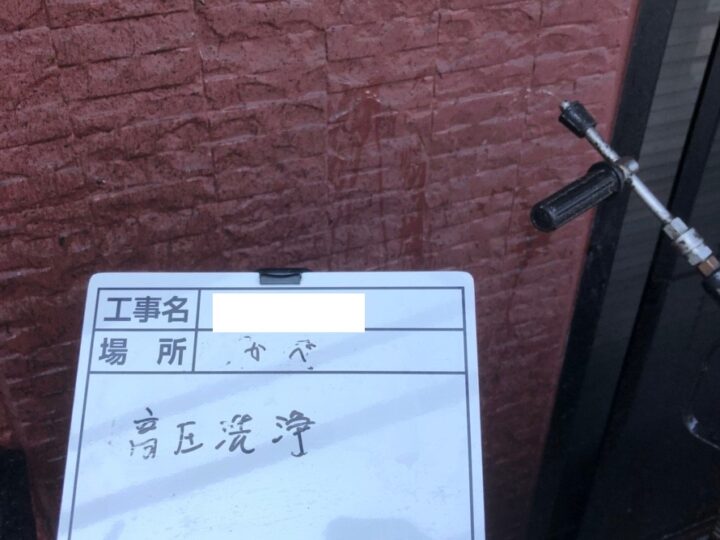 工事名
場所 かべ
高圧洗浄